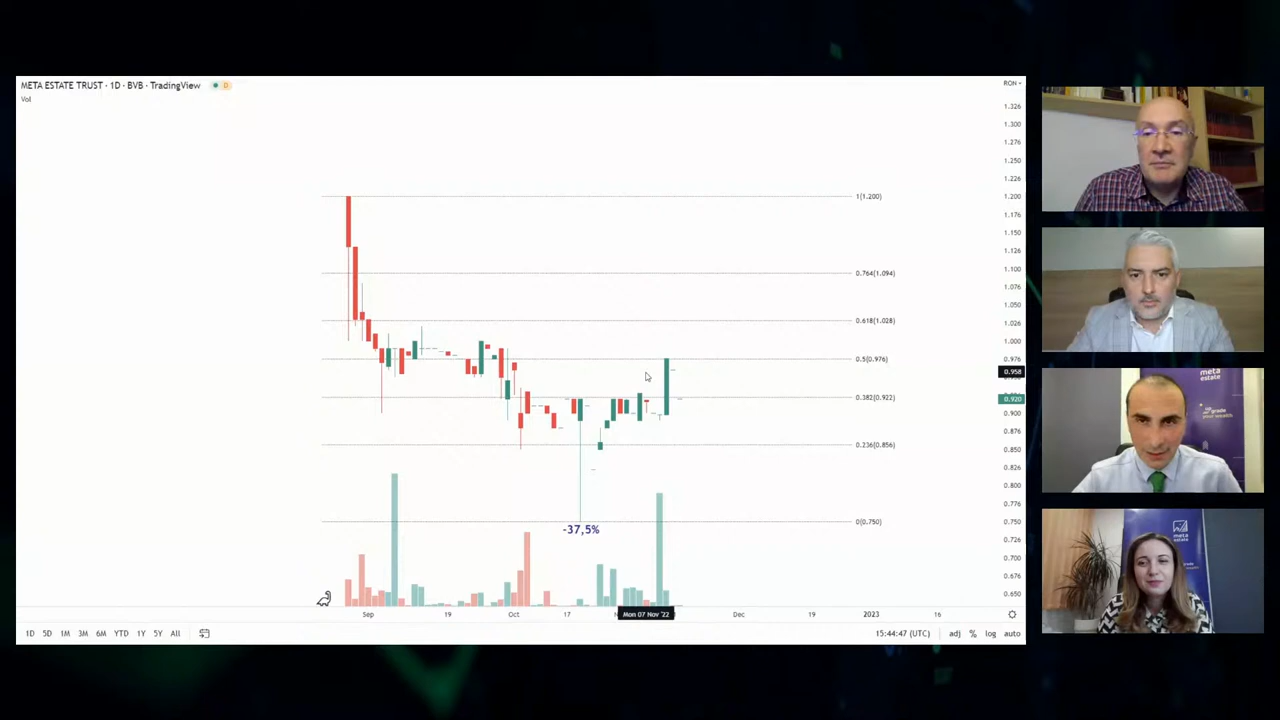 META ESTATE TRUST · 1D · BVB · TradingView
D
Vol
RON
1.326
1.300
1.276
1.250
1.226
1.200
1.176
1.150
1.126
1.100
1.076
1.050
1.026
1.000
0.976
0.958
0.920
0.900
0.876
0.850
0.826
0.800
0.776
0.750
0.726
0.700
0.676
0.650
1(1.200)
0.764(1.094)
0.618(1.028)
0.5(0.976)
0.382(0.922)
0.236(0.856)
0(0.750)
-37,5%
Sep
19
Oct
17
Mon 07 Nov '22
Dec
19
2023
16
1D 5D 1M 3M 6M YTD 1Y 5Y All
15:44:47 (UTC)
adj % log auto
meta
estate
your wealth
meta
estate